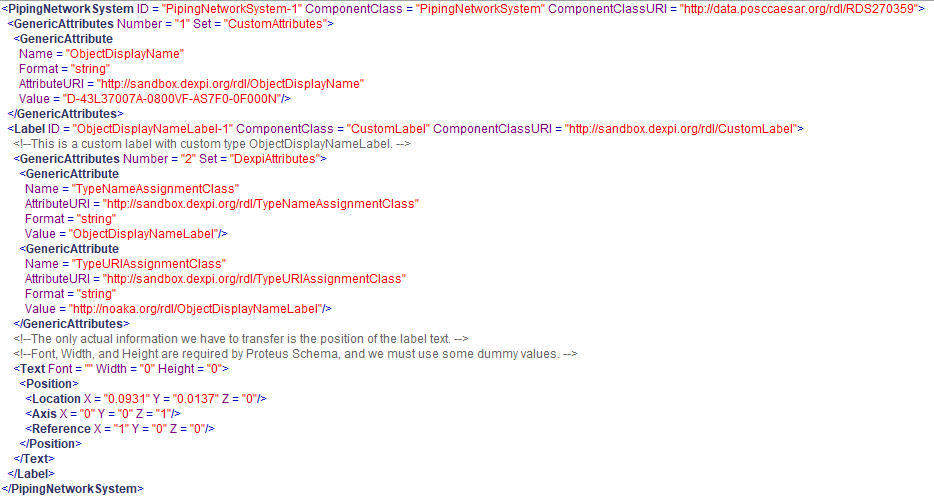 <PipingNetworkSystem ID = "PipingNetworkSystem-1" ComponentClass = "PipingNetworkSystem" ComponentClassURI = "http://data.posccaesar.org/rdl/RDS270359">
<GenericAttributes Number = "1" Set = "CustomAttributes">
<GenericAttribute
Name = "ObjectDisplayName"
Format = "string"
AttributeURI = "http://sandbox.dexpi.org/rdl/ObjectDisplayName"
Value = "D-43L37007A-0800VF-AS7F0-0F000N"/>
</GenericAttributes>
<Label ID = "ObjectDisplayNameLabel-1" ComponentClass = "CustomLabel" ComponentClassURI = "http://sandbox.dexpi.org/rdl/CustomLabel">
<!--This is a custom label with custom type ObjectDisplayNameLabel. -->
<GenericAttributes Number = "2" Set = "DexpiAttributes">
<GenericAttribute
Name = "TypeNameAssignmentClass"
AttributeURI = "http://sandbox.dexpi.org/rdl/TypeNameAssignmentClass"
Format = "string"
Value = "ObjectDisplayNameLabel"/>
<GenericAttribute
Name = "TypeURIAssignmentClass"
AttributeURI = "http://sandbox.dexpi.org/rdl/TypeURIAssignmentClass"
Format = "string"
Value = "http://noaka.org/rdl/ObjectDisplayNameLabel"/>
</GenericAttributes>
<!--The only actual information we have to transfer is the position of the label text. -->
<!--Font, Width, and Height are required by Proteus Schema, and we must use some dummy values. -->
<Text Font = "" Width = "0" Height = "0">
<Position>
<Location X = "0.0931" Y = "0.0137" Z = "0"/>
<Axis X = "0" Y = "0" Z = "1"/>
<Reference X = "1" Y = "0" Z = "0"/>
</Position>
</Text>
</Label>
</PipingNetworkSystem>